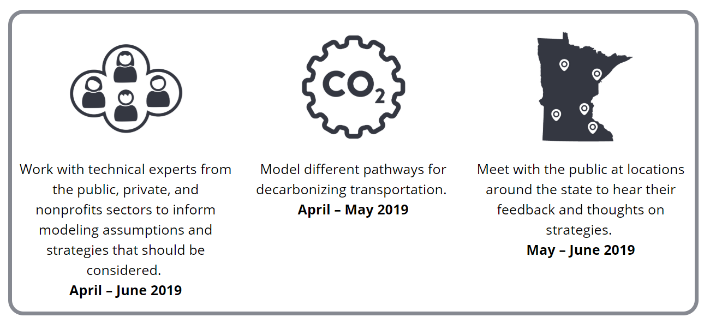 Work with technical experts from
the public, private, and
nonprofits sectors to inform
modeling assumptions and
strategies that should be
considered.
April – June 2019
CO2
Model different pathways for
decarbonizing transportation.
April – May 2019
Meet with the public at locations
around the state to hear their
feedback and thoughts on
strategies.
May – June 2019